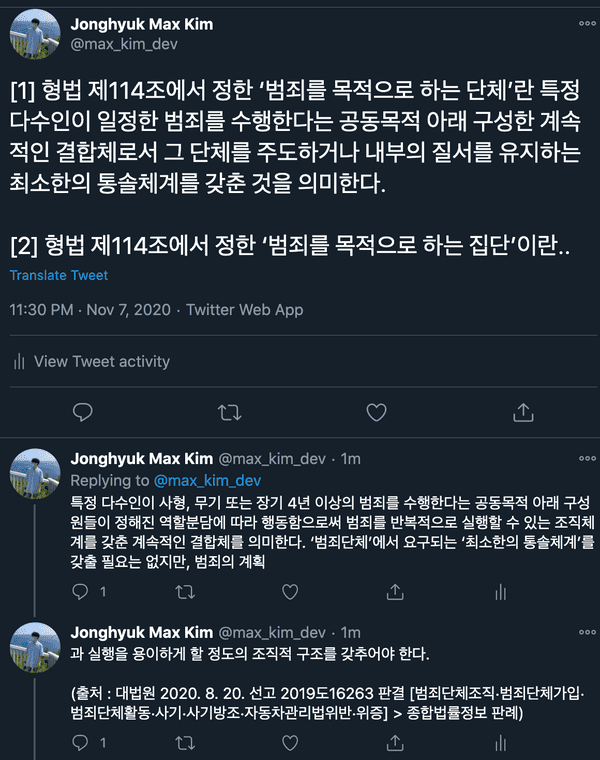 Jonghyuk Max Kim
@max_kim_dev
[1] 형법 제114조에서 정한 ‘범죄를 목적으로 하는 단체’란 특정
다수인이 일정한 범죄를 수행한다는 공동목적 아래 구성한 계속
적인 결합체로서 그 단체를 주도하거나 내부의 질서를 유지하는
최소한의 통솔체계를 갖춘 것을 의미한다.
[2] 형법 제114조에서 정한 ‘범죄를 목적으로 하는 집단’이란..
Translate Tweet
11:30 PM · Nov 7, 2020 · Twitter Web App
View Tweet activity
Jonghyuk Max Kim @max_kim_dev · 1m
Replying to @max_kim_dev
특정 다수인이 사형, 무기 또는 장기 4년 이상의 범죄를 수행한다는 공동목적 아래 구성
원들이 정해진 역할분담에 따라 행동함으로써 범죄를 반복적으로 실행할 수 있는 조직체
계를 갖춘 계속적인 결합체를 의미한다. ‘범죄단체’에서 요구되는 ‘최소한의 통솔체계’를
갖출 필요는 없지만, 범죄의 계획
1
Jonghyuk Max Kim @max_kim_dev · 1m
과 실행을 용이하게 할 정도의 조직적 구조를 갖추어야 한다.
(출처 : 대법원 2020. 8. 20. 선고 2019도16263 판결 [범죄단체조직·범죄단체가입·
범죄단체활동·사기·사기방조·자동차관리법위반·위증] > 종합법률정보 판례)
1